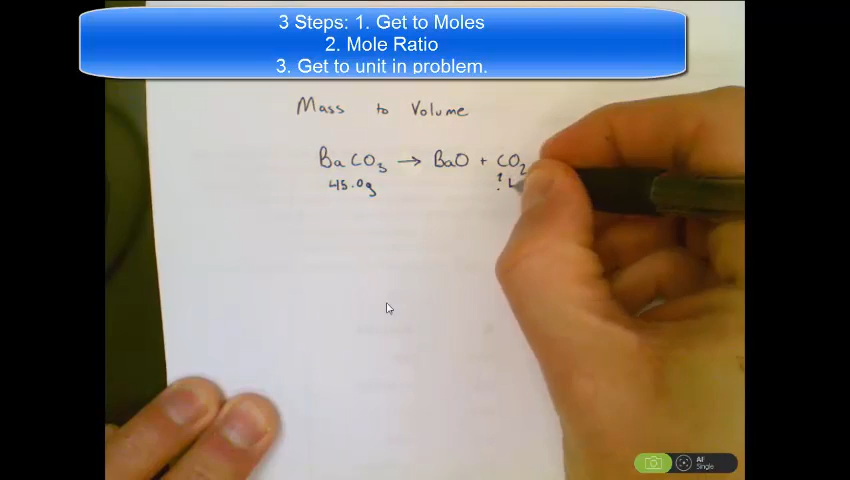 3 Steps: 1. Get to Moles
2. Mole Ratio
3. Get to unit in problem.
Mass to Volume
BaCO₃ → BaO + CO₂
45.0g ? L
AF
Single